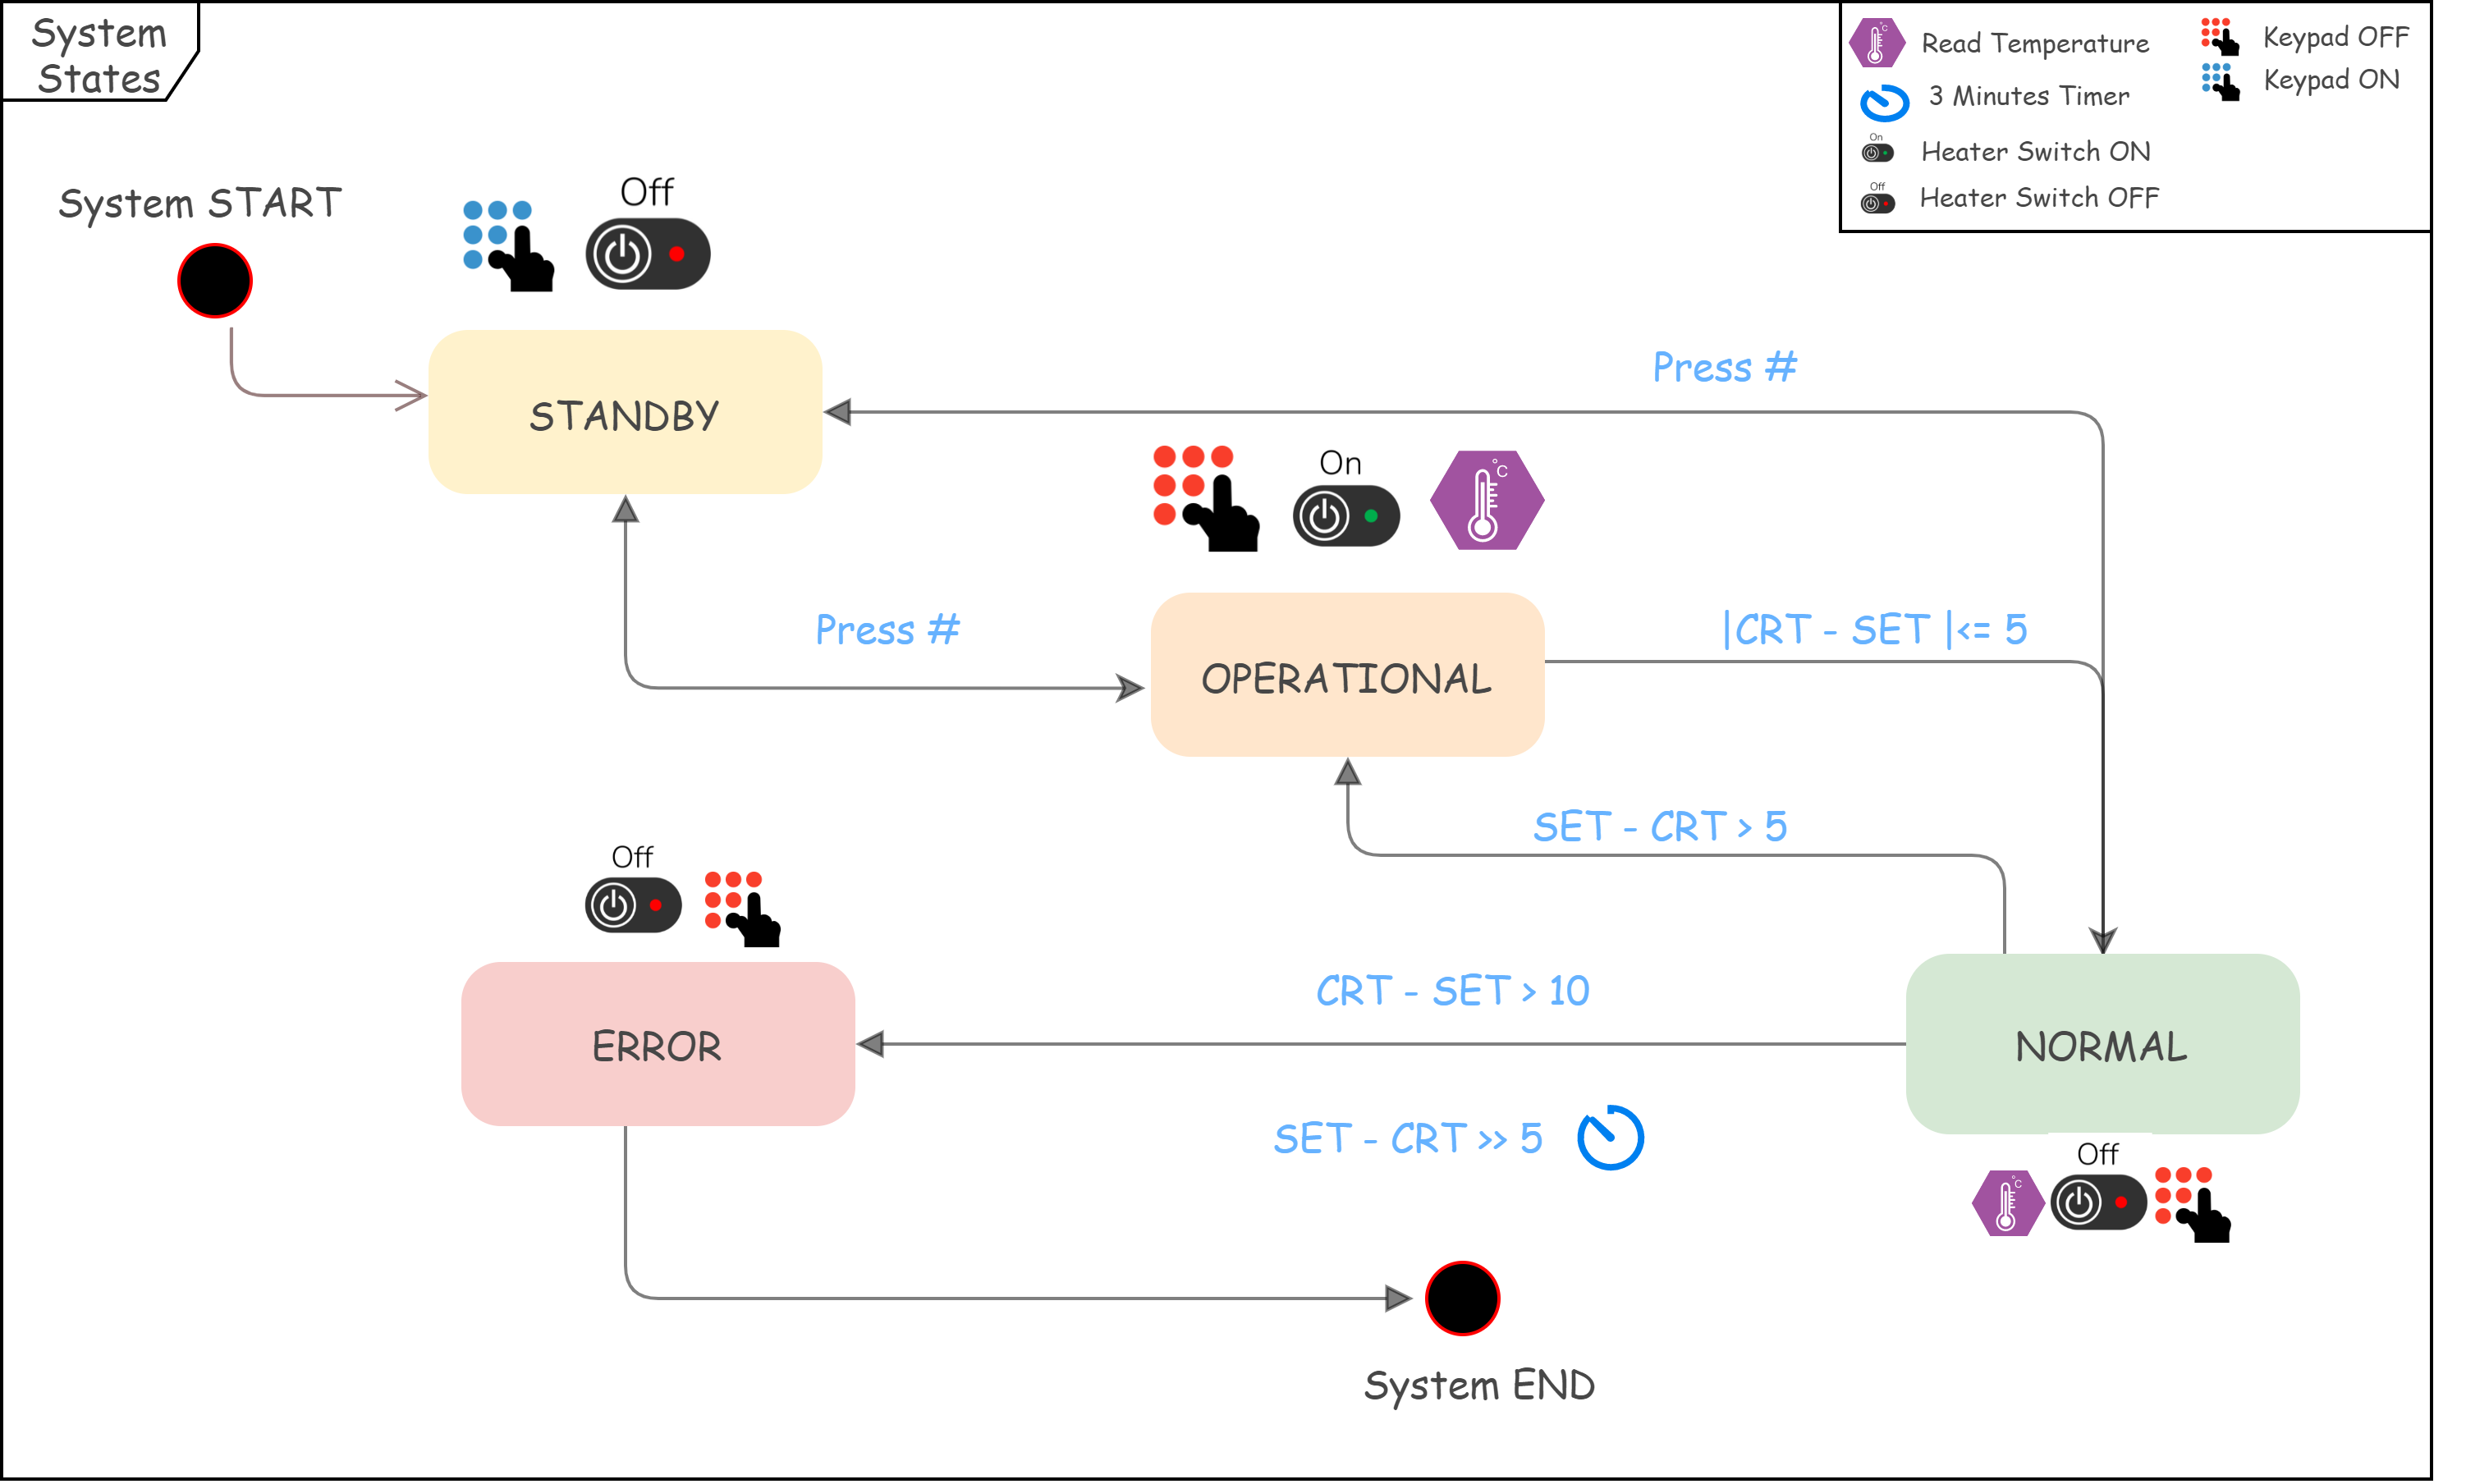 System
States
°C
Read Temperature
Keypad OFF
3 Minutes Timer
Keypad ON
On
Heater Switch ON
Off
Heater Switch OFF
System START
Off
STANDBY
Press #
On
°C
Press #
|CRT - SET |<= 5
OPERATIONAL
SET - CRT > 5
Off
CRT - SET > 10
ERROR
NORMAL
SET - CRT >> 5
Off
°C
System END